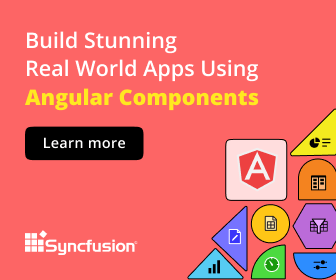 Build Stunning
Real World Apps Using
Angular Components
Learn more
Syncfusion®